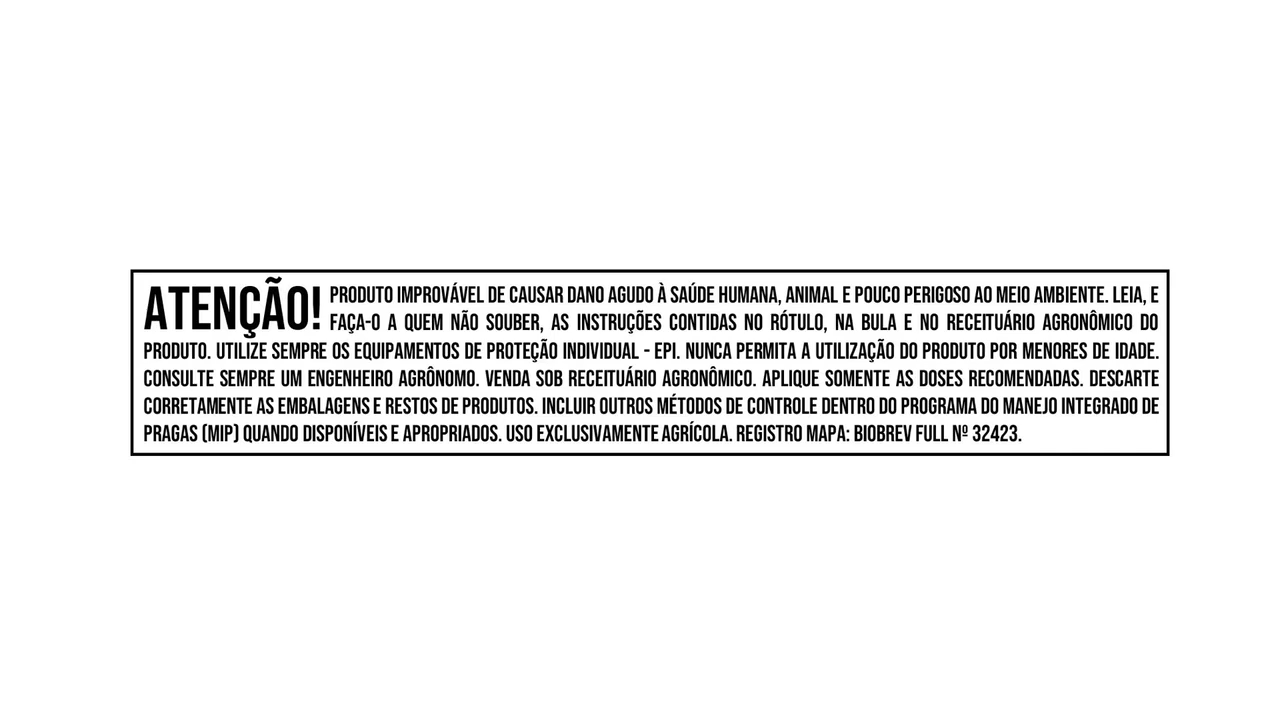 ATENÇÃO! PRODUTO IMPROVÁVEL DE CAUSAR DANO AGUDO À SAÚDE HUMANA, ANIMAL E POUCO PERIGOSO AO MEIO AMBIENTE. LEIA, E
FAÇA-O A QUEM NÃO SOUBER, AS INSTRUÇÕES CONTIDAS NO RÓTULO, NA BULA E NO RECEITUÁRIO AGRONÔMICO DO
PRODUTO. UTILIZE SEMPRE OS EQUIPAMENTOS DE PROTEÇÃO INDIVIDUAL - EPI. NUNCA PERMITA A UTILIZAÇÃO DO PRODUTO POR MENORES DE IDADE.
CONSULTE SEMPRE UM ENGENHEIRO AGRÔNOMO. VENDA SOB RECEITUÁRIO AGRONÔMICO. APLIQUE SOMENTE AS DOSES RECOMENDADAS. DESCARTE
CORRETAMENTE AS EMBALAGENS E RESTOS DE PRODUTOS. INCLUIR OUTROS MÉTODOS DE CONTROLE DENTRO DO PROGRAMA DO MANEJO INTEGRADO DE
PRAGAS (MIP) QUANDO DISPONÍVEIS E APROPRIADOS. USO EXCLUSIVAMENTE AGRÍCOLA. REGISTRO MAPA: BIOBREV FULL Nº 32423.